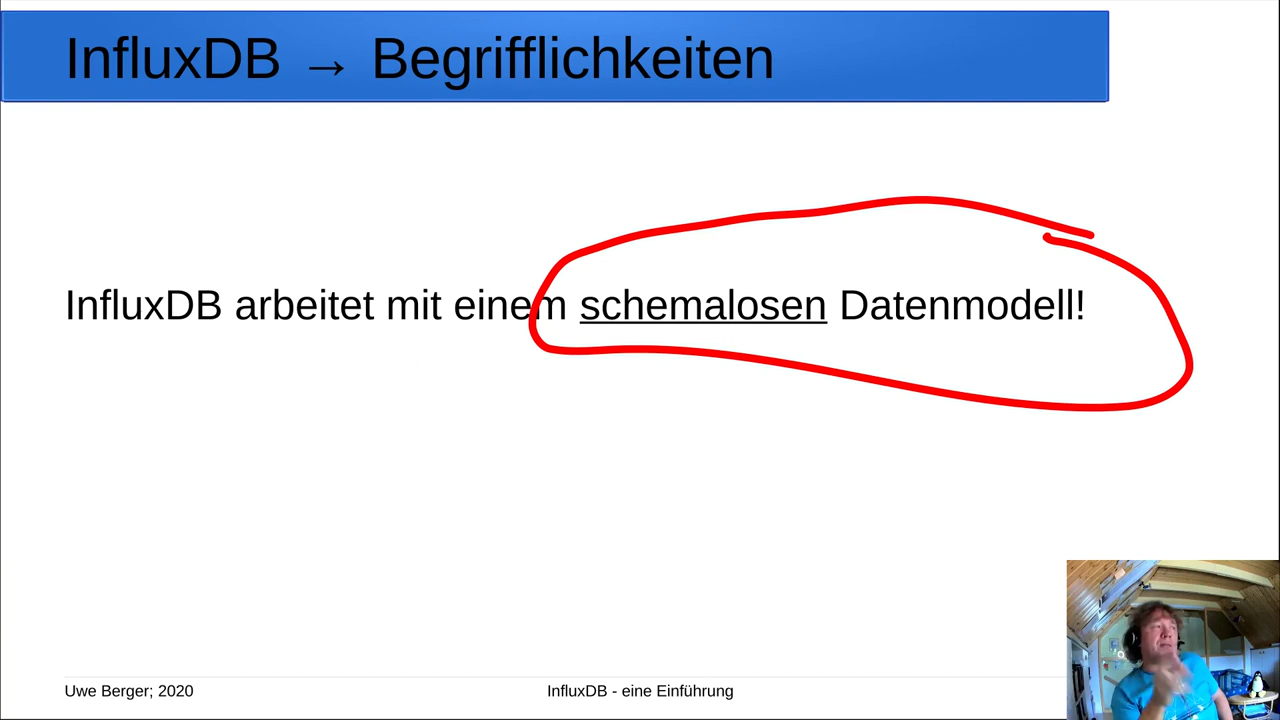 InfluxDB → Begrifflichkeiten
InfluxDB arbeitet mit einem schemalosen Datenmodell!
Uwe Berger; 2020
InfluxDB - eine Einführung